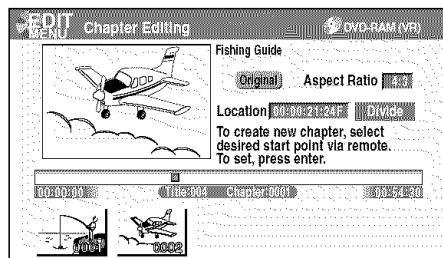 EDIT
MENU
Chapter Editing
DVD-RAM (VR)
Fishing Guide
Original
Aspect Ratio 4:3
Location 00:00:21:24F Divide
To create new chapter, select
desired start point via remote.
To set, press enter.
00:00:00 Title:004 Chapter:0001 00:54:30
0001 0002